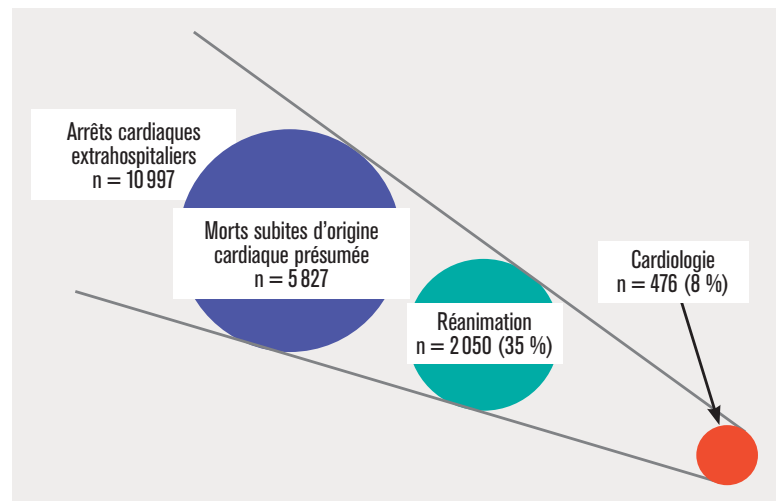 Arrêts cardiaques
extrahospitaliers
n = 10 997
Morts subites d’origine
cardiaque présumée
n = 5 827
Réanimation
n = 2 050 (35 %)
Cardiologie
n = 476 (8 %)